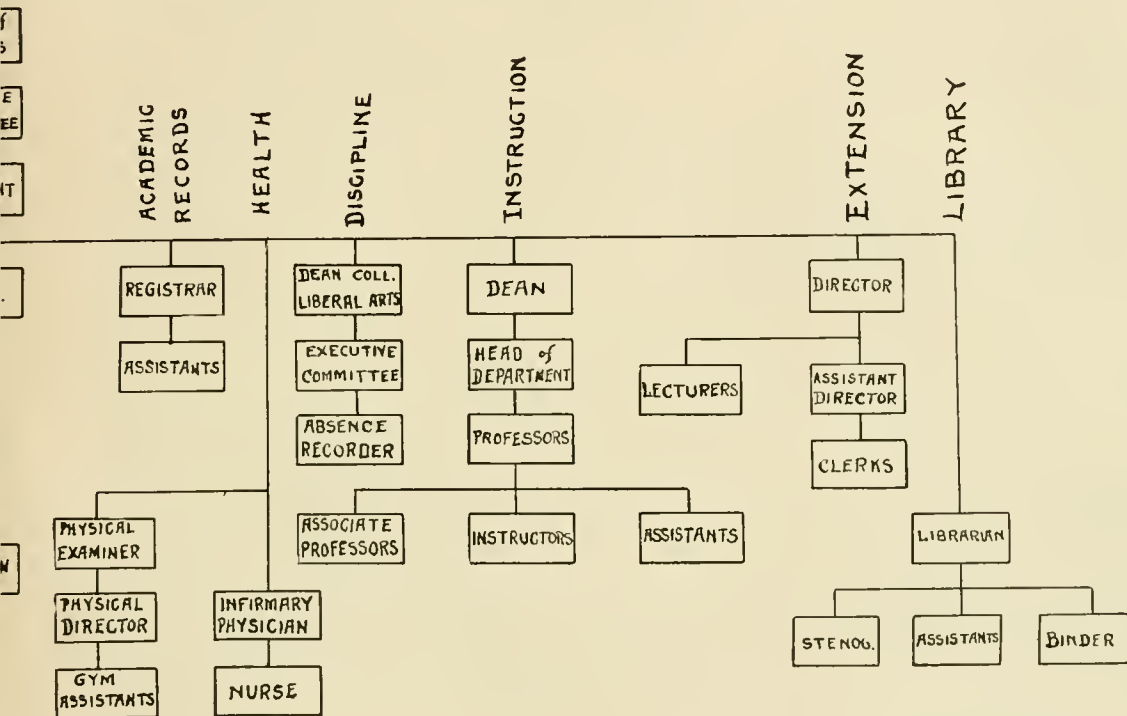 ACADEMIC
RECORDS
HEALTH
DISCIPLINE
INSTRUCTION
EXTENSION
LIBRARY
REGISTRAR
ASSISTANTS
PHYSICAL
EXAMINER
PHYSICAL
DIRECTOR
GYM
ASSISTANTS
INFIRMARY
PHYSICIAN
NURSE
DEAN COLL.
LIBERAL ARTS
EXECUTIVE
COMMITTEE
ABSENCE
RECORDER
DEAN
HEAD of
DEPARTMENT
PROFESSORS
ASSOCIATE
PROFESSORS
INSTRUCTORS
ASSISTANTS
DIRECTOR
LECTURERS
ASSISTANT
DIRECTOR
CLERKS
LIBRARIAN
STENOG.
ASSISTANTS
BINDER